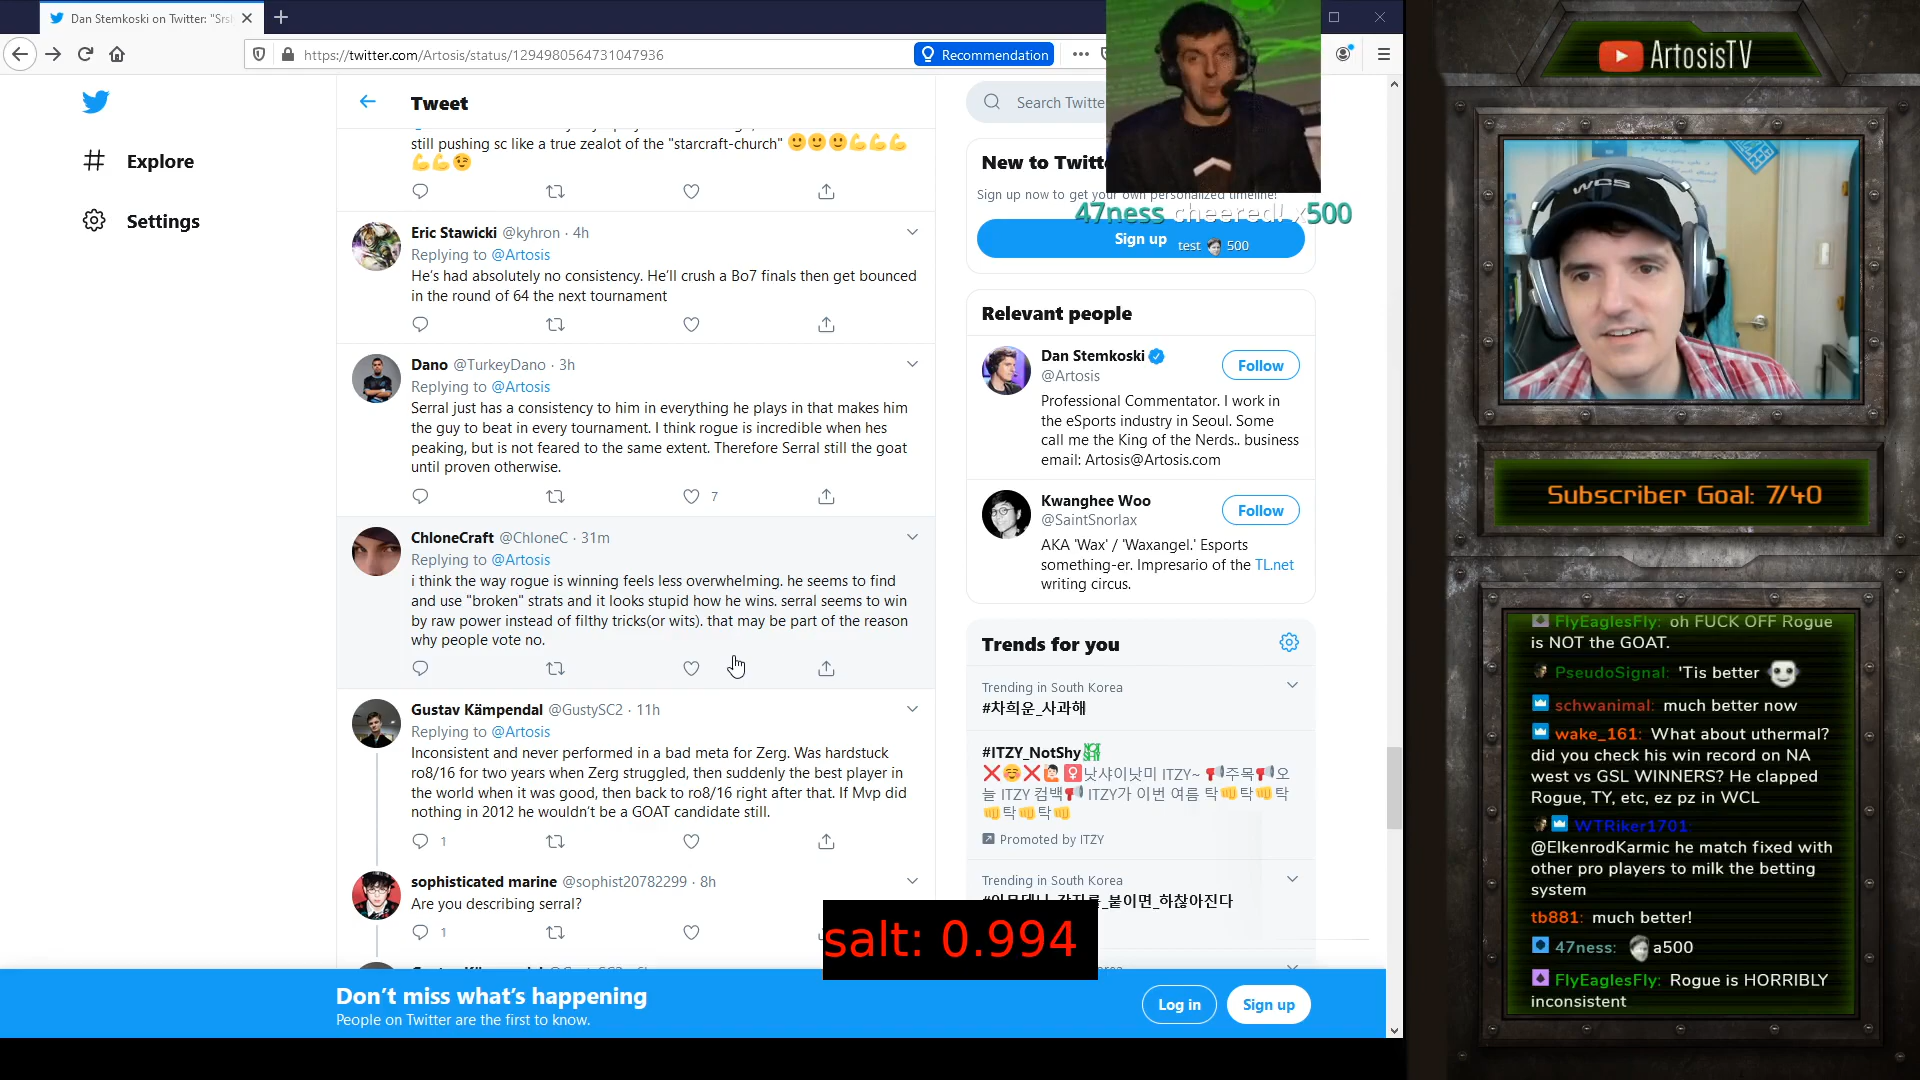 Dan Stemkoski on Twitter: "Srs
https://twitter.com/Artosis/status/1294980564731047936
Recommendation
Explore
Settings
Tweet
still pushing sc like a true zealot of the "starcraft-church" 🙂🙂🙂💪💪💪
💪💪😉
Eric Stawicki @kyhron · 4h
Replying to @Artosis
He's had absolutely no consistency. He'll crush a Bo7 finals then get bounced
in the round of 64 the next tournament
Dano @TurkeyDano · 3h
Replying to @Artosis
Serral just has a consistency to him in everything he plays in that makes him
the guy to beat in every tournament. I think rogue is incredible when hes
peaking, but is not feared to the same extent. Therefore Serral still the goat
until proven otherwise.
7
ChloneCraft @ChloneC · 31m
Replying to @Artosis
i think the way rogue is winning feels less overwhelming. he seems to find
and use "broken" strats and it looks stupid how he wins. serral seems to win
by raw power instead of filthy tricks(or wits). that may be part of the reason
why people vote no.
Gustav Kämpendal @GustySC2 · 11h
Replying to @Artosis
Inconsistent and never performed in a bad meta for Zerg. Was hardstuck
ro8/16 for two years when Zerg struggled, then suddenly the best player in
the world when it was good, then back to ro8/16 right after that. If Mvp did
nothing in 2012 he wouldn't be a GOAT candidate still.
1
sophisticated marine @sophist20782299 · 8h
Are you describing serral?
1
Search Twitte
New to Twitt
Sign up now to get your own personalized timeline!
47ness cheered! x500
Sign up
test 500
Relevant people
Dan Stemkoski
@Artosis
Follow
Professional Commentator. I work in
the eSports industry in Seoul. Some
call me the King of the Nerds.. business
email: Artosis@Artosis.com
Kwanghee Woo
@SaintSnorlax
Follow
AKA 'Wax' / 'Waxangel.' Esports
something-er. Impresario of the TL.net
writing circus.
Trends for you
Trending in South Korea
#차희운_사과해
#ITZY_NotShy
❌☺️❌🙋🏻‍♀️낫샤이낫미 ITZY~ 📢주목📢오
늘 ITZY 컴백📢 ITZY가 이번 여름 탁👊탁👊탁
👊탁👊탁👊
Promoted by ITZY
Trending in South Korea
붙이면_하찮아진다
salt: 0.994
Don't miss what's happening
People on Twitter are the first to know.
Log in
Sign up
ArtosisTV
WCS
Subscriber Goal: 7/40
FlyEaglesFly: oh FUCK OFF Rogue
is NOT the GOAT.
PseudoSignal: 'Tis better
schwanimal: much better now
wake_161: What about uthermal?
did you check his win record on NA
west vs GSL WINNERS? He clapped
Rogue, TY, etc, ez pz in WCL
WTRiker1701:
@ElkenrodKarmic he match fixed with
other pro players to milk the betting
system
tb881: much better!
47ness: a500
FlyEaglesFly: Rogue is HORRIBLY
inconsistent